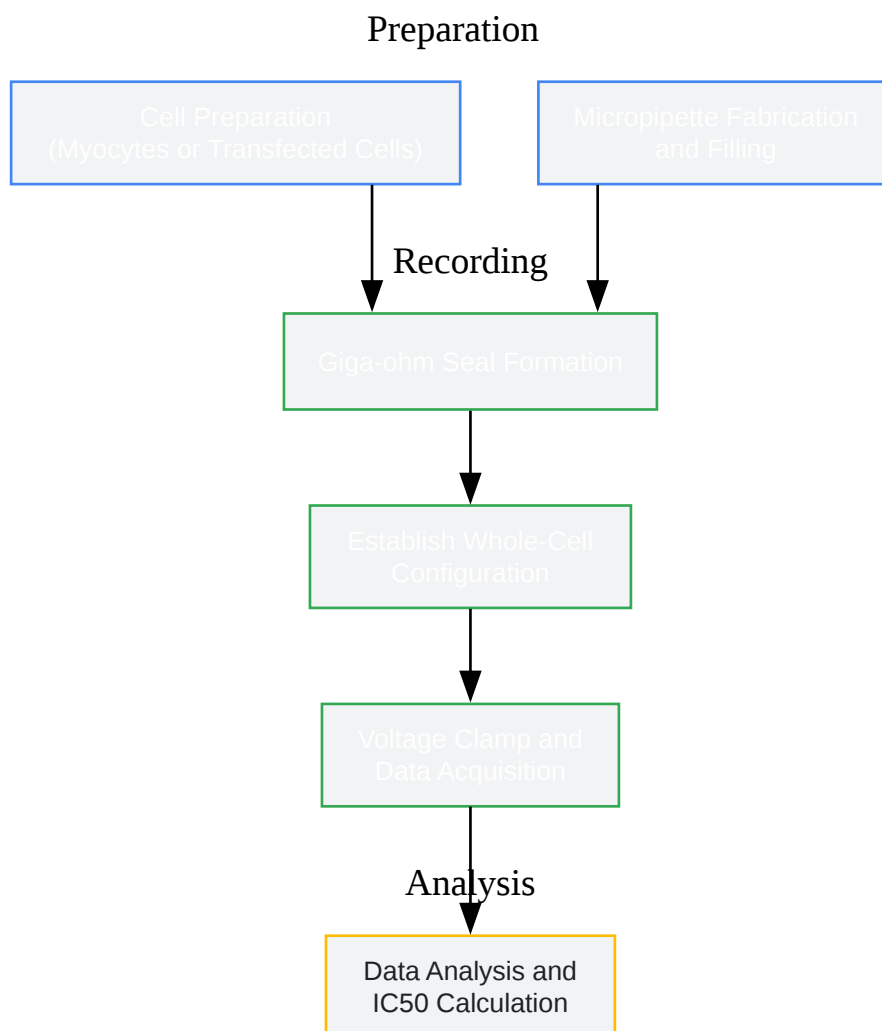 Preparation
Cell Preparation
(Myocytes or Transfected Cells)
Micropipette Fabrication
and Filling
Recording
Giga-ohm Seal Formation
Establish Whole-Cell
Configuration
Voltage Clamp and
Data Acquisition
Analysis
Data Analysis and
IC50 Calculation